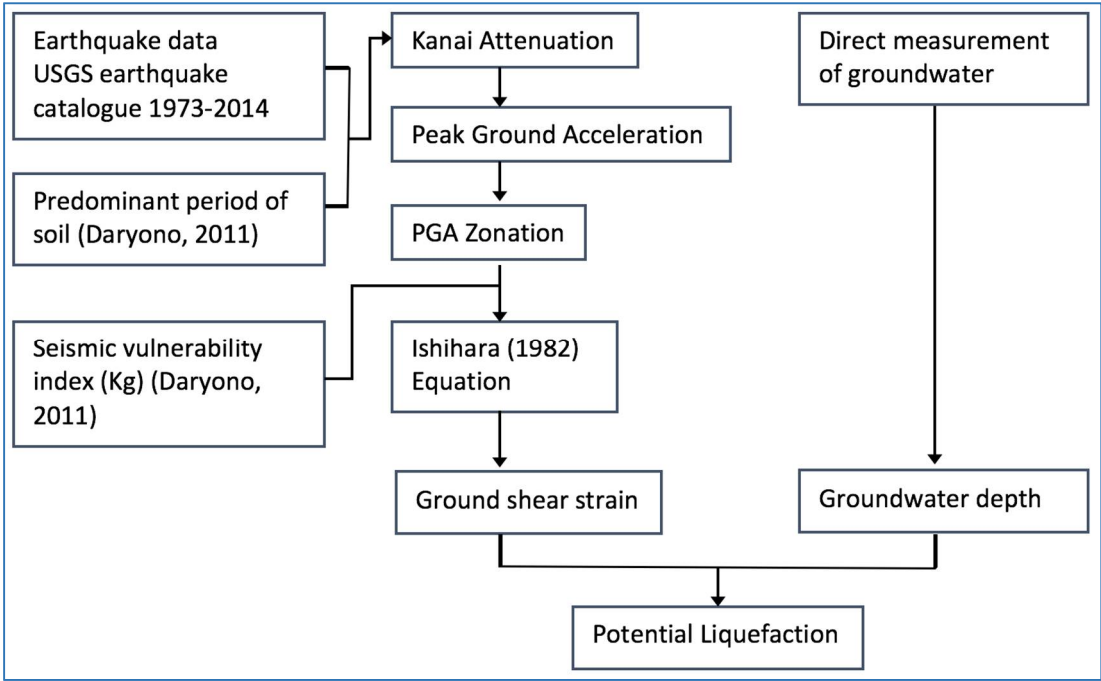 Earthquake data
USGS earthquake
catalogue 1973-2014
Predominant period of
soil (Daryono, 2011)
Seismic vulnerability
index (Kg) (Daryono,
2011)
Kanai Attenuation
Peak Ground Acceleration
PGA Zonation
Ishihara (1982)
Equation
Ground shear strain
Direct measurement
of groundwater
Groundwater depth
Potential Liquefaction